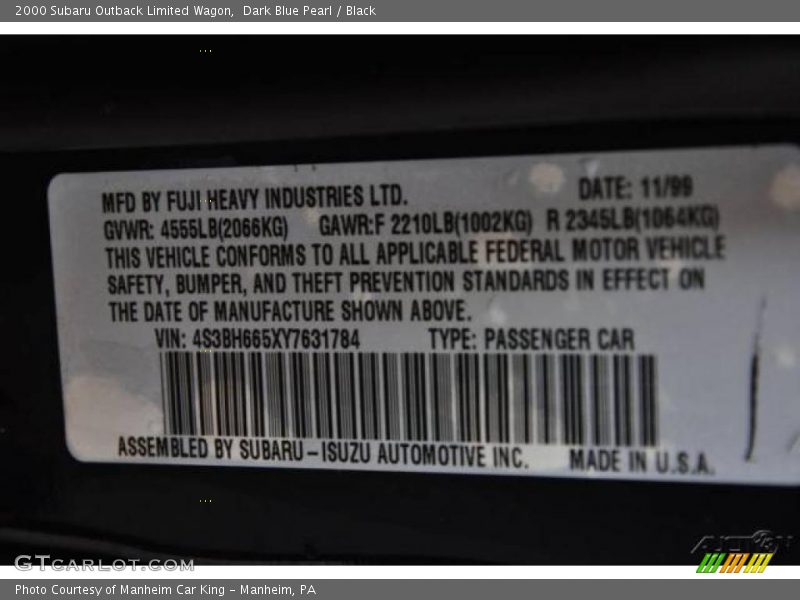 2000 Subaru Outback Limited Wagon,  Dark Blue Pearl / Black
MFD BY FUJI HEAVY INDUSTRIES LTD. DATE: 11/99
GVWR: 4555LB(2066KG) GAWR:F 2210LB(1002KG) R 2345LB(1064KG)
THIS VEHICLE CONFORMS TO ALL APPLICABLE FEDERAL MOTOR VEHICLE
SAFETY, BUMPER, AND THEFT PREVENTION STANDARDS IN EFFECT ON
THE DATE OF MANUFACTURE SHOWN ABOVE.
VIN: 4S3BH665XY7631784 TYPE: PASSENGER CAR
ASSEMBLED BY SUBARU-ISUZU AUTOMOTIVE INC. MADE IN U.S.A.
GTCARLOT.COM
Photo Courtesy of Manheim Car King - Manheim, PA